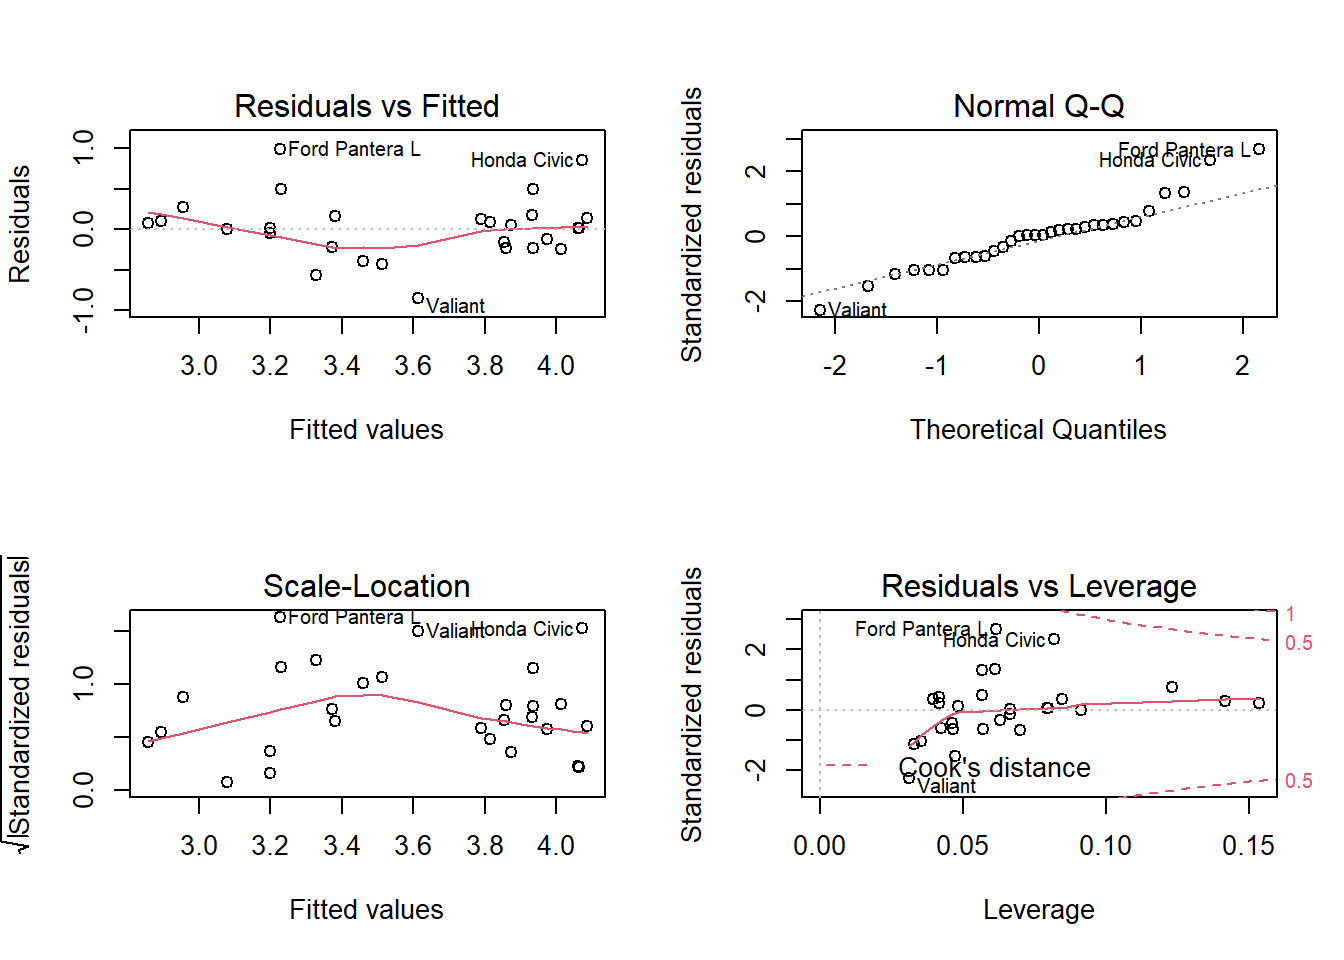 Residuals vs Fitted
Residuals
1.0
0.0
-1.0
Ford Pantera L
Honda Civic
Valiant
3.0 3.2 3.4 3.6 3.8 4.0
Fitted values
Normal Q-Q
Standardized residuals
2
0
-2
Ford Pantera L
Honda Civic
Valiant
-2 -1 0 1 2
Theoretical Quantiles
Scale-Location
√|Standardized residuals|
1.0
0.0
Ford Pantera L
Valiant
Honda Civic
3.0 3.2 3.4 3.6 3.8 4.0
Fitted values
Residuals vs Leverage
Standardized residuals
2
0
-2
Ford Pantera L
Honda Civic
1
0.5
Cook's distance
0.5
Valiant
0.00 0.05 0.10 0.15
Leverage